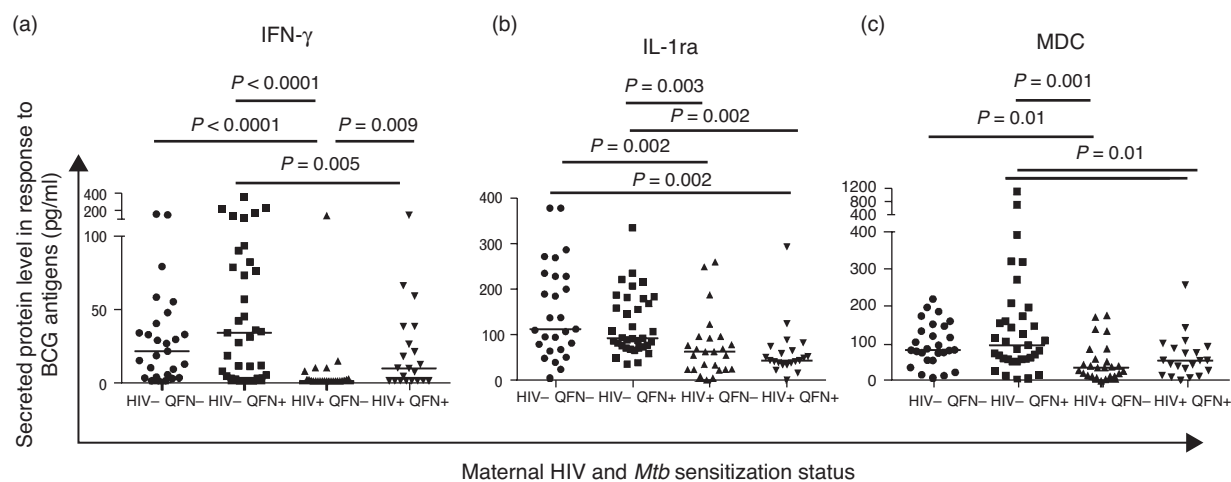 (a)
IFN-γ
P < 0.0001
P < 0.0001
P = 0.009
P = 0.005
400
200
100
50
0
HIV– QFN– HIV– QFN+ HIV+ QFN– HIV+ QFN+
(b)
IL-1ra
P = 0.003
P = 0.002
P = 0.002
P = 0.002
400
300
200
100
0
HIV– QFN– HIV– QFN+ HIV+ QFN– HIV+ QFN+
(c)
MDC
P = 0.001
P = 0.01
P = 0.01
1200
800
400
400
300
200
100
0
HIV– QFN– HIV– QFN+ HIV+ QFN– HIV+ QFN+
Secreted protein level in response to
BCG antigens (pg/ml)
Maternal HIV and Mtb sensitization status